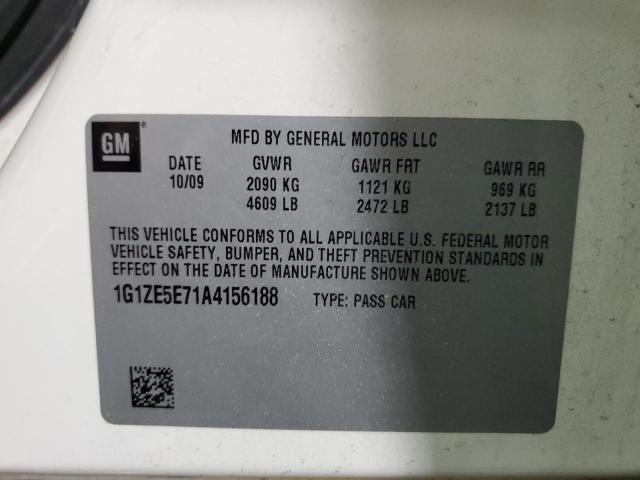 GM
MFD BY GENERAL MOTORS LLC
DATE GVWR GAWR FRT GAWR RR
10/09 2090 KG 1121 KG 969 KG
4609 LB 2472 LB 2137 LB
THIS VEHICLE CONFORMS TO ALL APPLICABLE U.S. FEDERAL MOTOR
VEHICLE SAFETY, BUMPER, AND THEFT PREVENTION STANDARDS IN
EFFECT ON THE DATE OF MANUFACTURE SHOWN ABOVE.
1G1ZE5E71A4156188 TYPE: PASS CAR